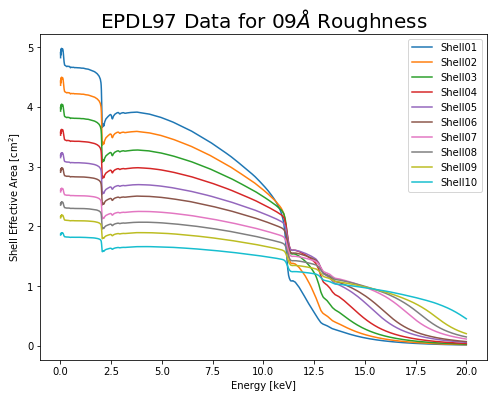 EPDL97 Data for 09Å Roughness
Shell Effective Area [cm²]
5
4
3
2
1
0
0.0 2.5 5.0 7.5 10.0 12.5 15.0 17.5 20.0
Energy [keV]
Shell01
Shell02
Shell03
Shell04
Shell05
Shell06
Shell07
Shell08
Shell09
Shell10